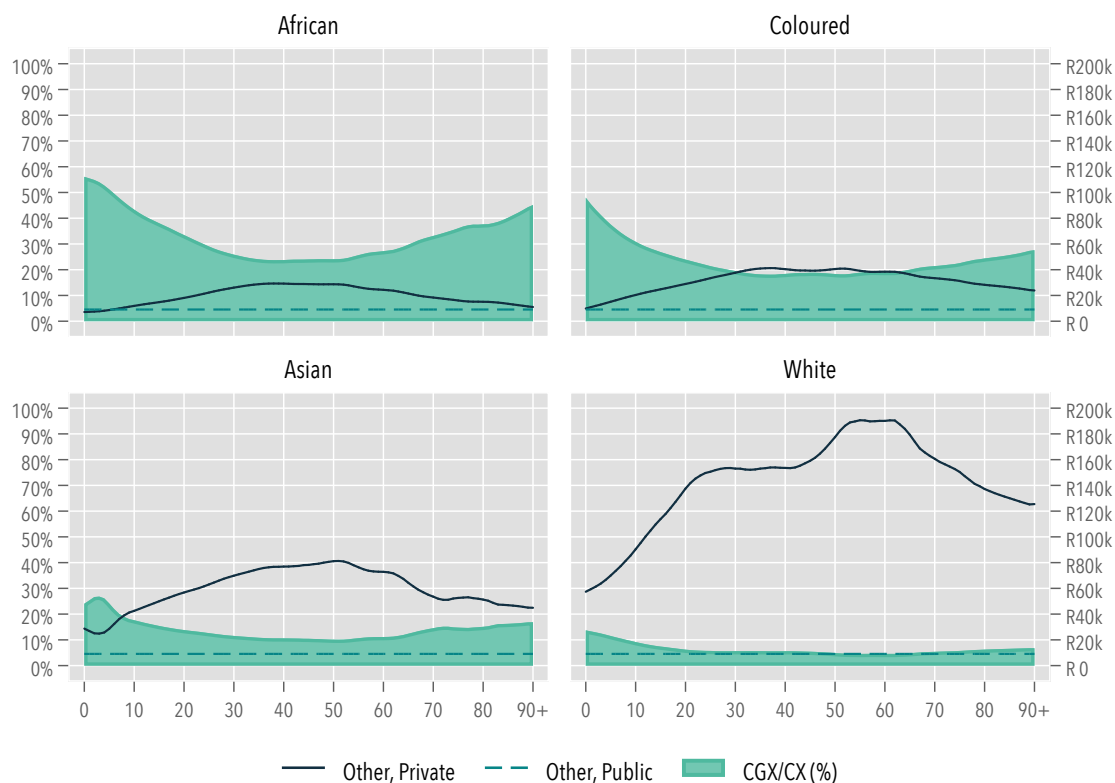 African
Coloured
100%
90%
80%
70%
60%
50%
40%
30%
20%
10%
0%
R200k
R180k
R160k
R140k
R120k
R100k
R80k
R60k
R40k
R20k
R 0
Asian
White
100%
90%
80%
70%
60%
50%
40%
30%
20%
10%
0%
R200k
R180k
R160k
R140k
R120k
R100k
R80k
R60k
R40k
R20k
R 0
0 10 20 30 40 50 60 70 80 90+
0 10 20 30 40 50 60 70 80 90+
Other, Private Other, Public CGX/CX (%)